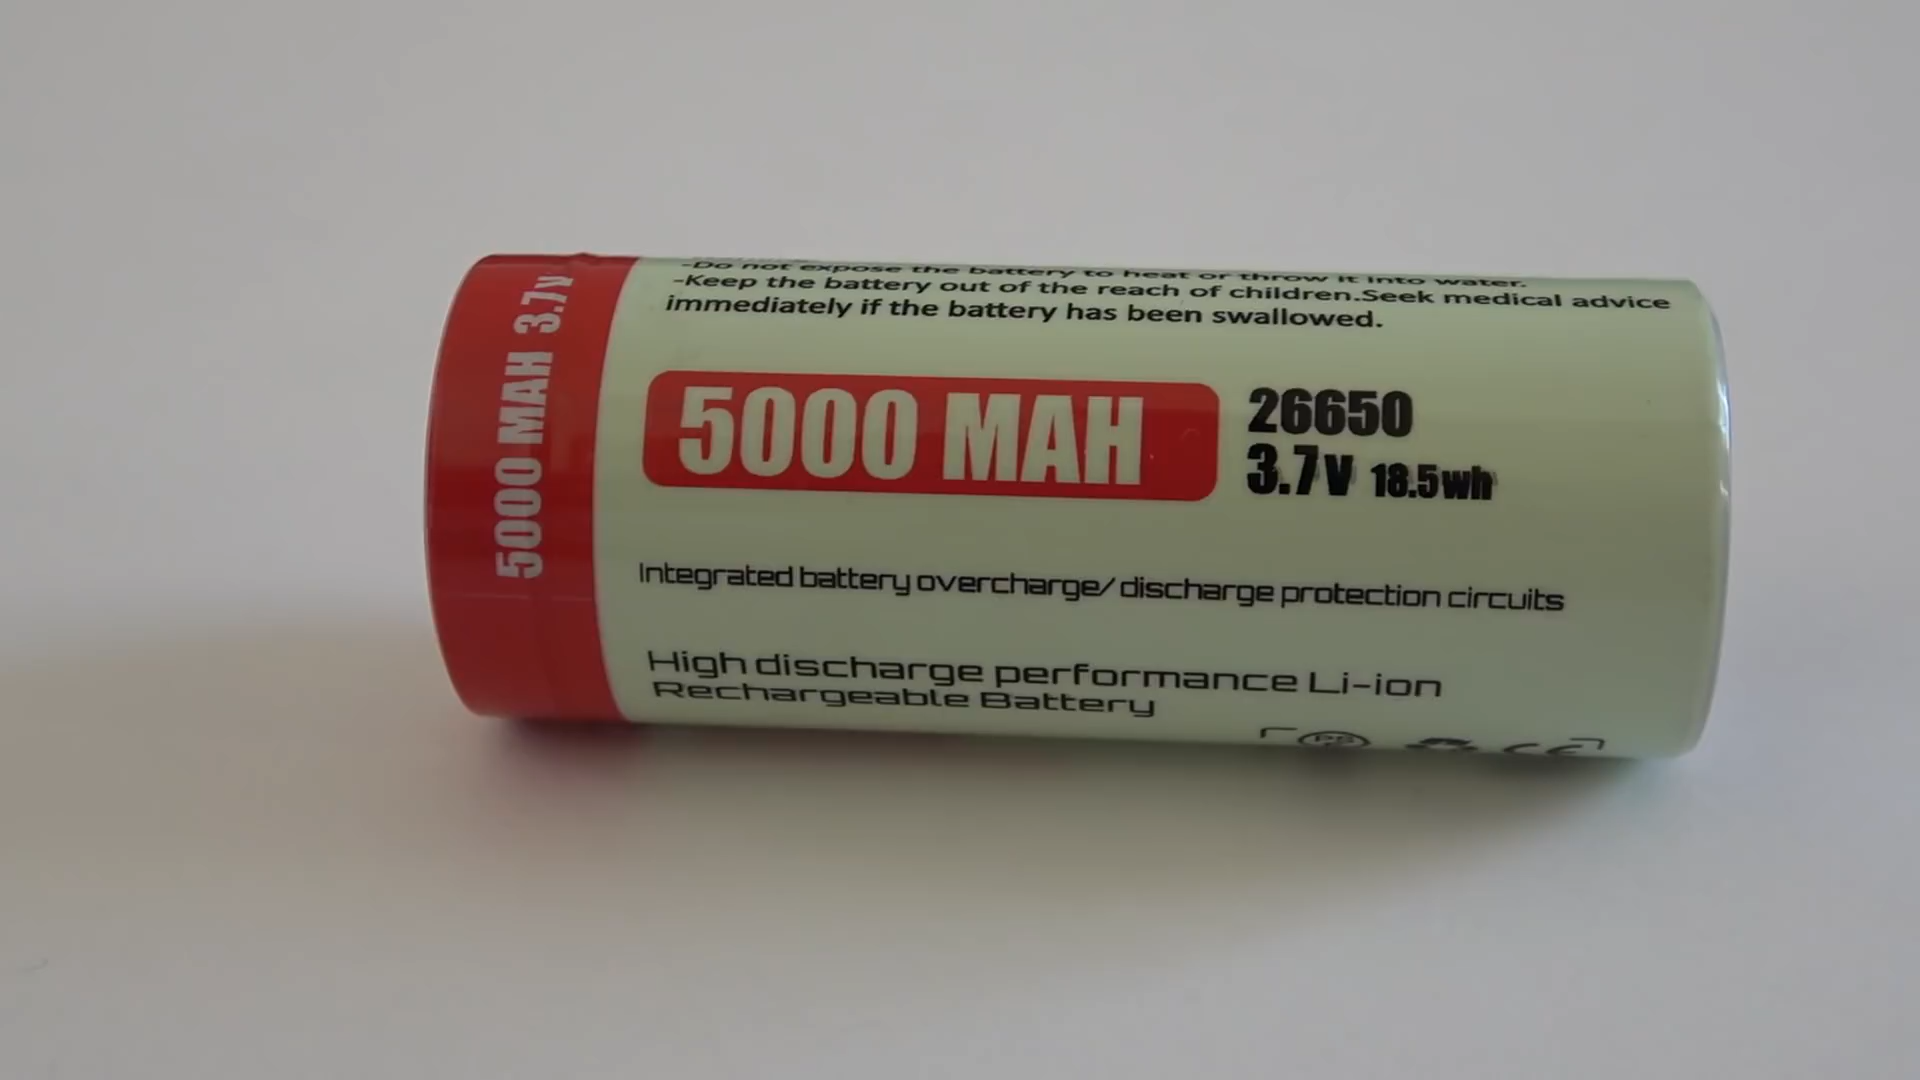 -Do not expose the battery to heat or throw it into water.
-Keep the battery out of the reach of children.Seek medical advice
immediately if the battery has been swallowed.
5000 MAH 3.7V
5000 MAH
26650
3.7V 18.5wh
Integrated battery overcharge/discharge protection circuits
High discharge performance Li-ion
Rechargeable Battery
CE